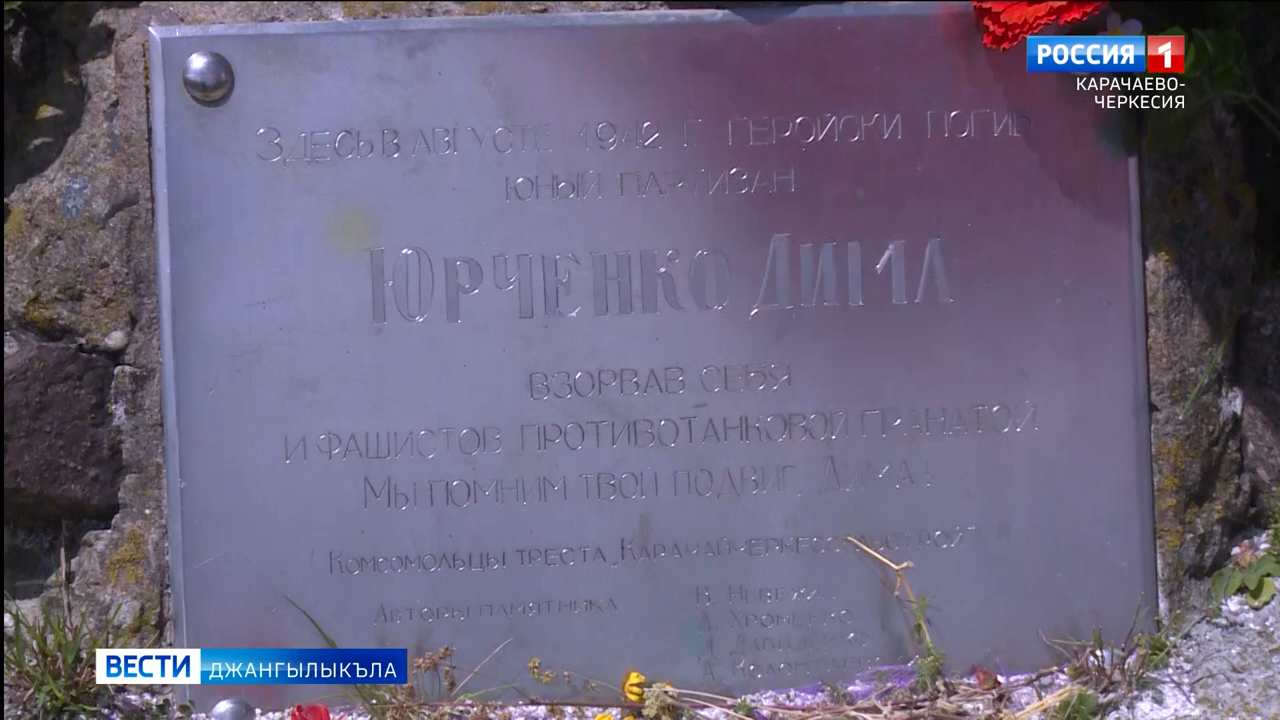 РОССИЯ 1
КАРАЧАЕВО-
ЧЕРКЕСИЯ
ЗДЕСЬ В АВГУСТЕ 1942 Г. ГЕРОЙСКИ ПОГИБ
ЮНЫЙ ПАРТИЗАН
ЮРЧЕНКО ДИМА
ВЗОРВАВ СЕБЯ
И ФАШИСТОВ ПРОТИВОТАНКОВОЙ ГРАНАТОЙ
МЫ ПОМНИМ ТВОЙ ПОДВИГ, ДИМА!
КОМСОМОЛЬЦЫ ТРЕСТА „КАРАЧАЙЧЕРКЕССЕЛЬСТРОЙ"
АВТОРЫ ПАМЯТНИКА
В.
А.
А.
ВЕСТИ ДЖАНГЫЛЫКЪЛА